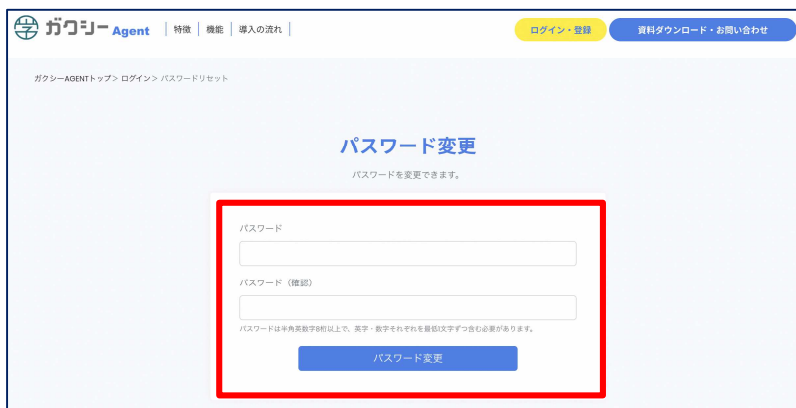 ガクシー Agent 特徴 機能 導入の流れ ログイン・登録 資料ダウンロード・お問い合わせ
ガクシーAGENTトップ> ログイン> パスワードリセット
パスワード変更
パスワードを変更できます。
パスワード
パスワード（確認）
パスワードは半角英数字8桁以上で、英字・数字それぞれを最低1文字ずつ含む必要があります。
パスワード変更